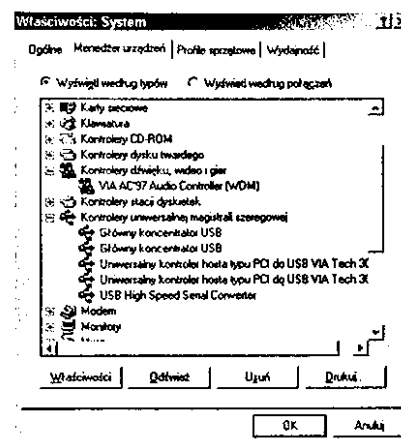 Właściwości: System
Ogólne Menedżer urządzeń Profile sprzętowe Wydajność
Wyświetl według typów Wyświetl według połączeń
Karty sieciowe
Klawiatura
Kontrolery CD-ROM
Kontrolery dysku twardego
Kontrolery dźwięku, wideo i gier
VIA AC'97 Audio Controller (WDM)
Kontrolery stacji dyskietek
Kontrolery uniwersalnej magistrali szeregowej
Główny koncentrator USB
Główny koncentrator USB
Uniwersalny kontroler hosta typu PCI do USB VIA Tech
Uniwersalny kontroler hosta typu PCI do USB VIA Tech
USB High Speed Serial Converter
Modem
Monitory
Właściwości Odśwież Usuń Drukuj...
OK Anuluj